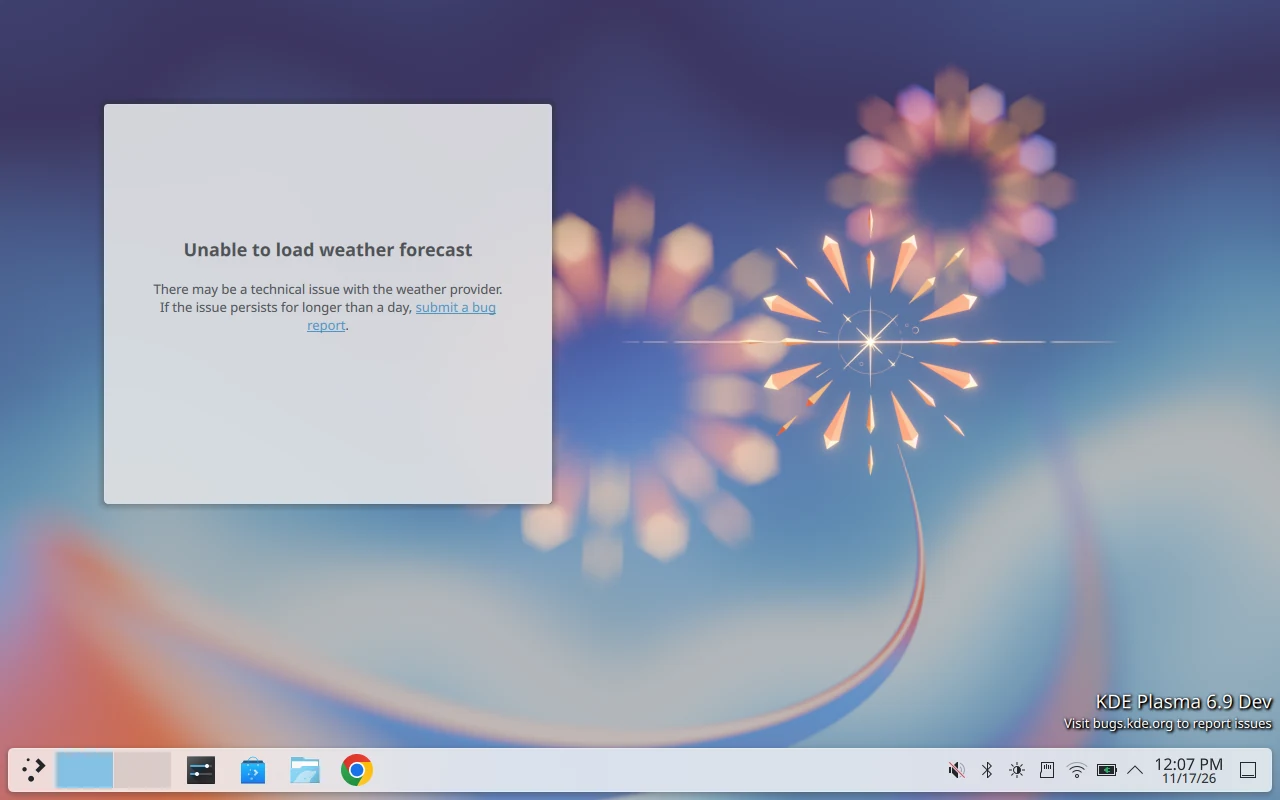 Unable to load weather forecast
There may be a technical issue with the weather provider.
If the issue persists for longer than a day, submit a bug
report.
KDE Plasma 6.9 Dev
Visit bugs.kde.org to report issues
12:07 PM
11/17/26